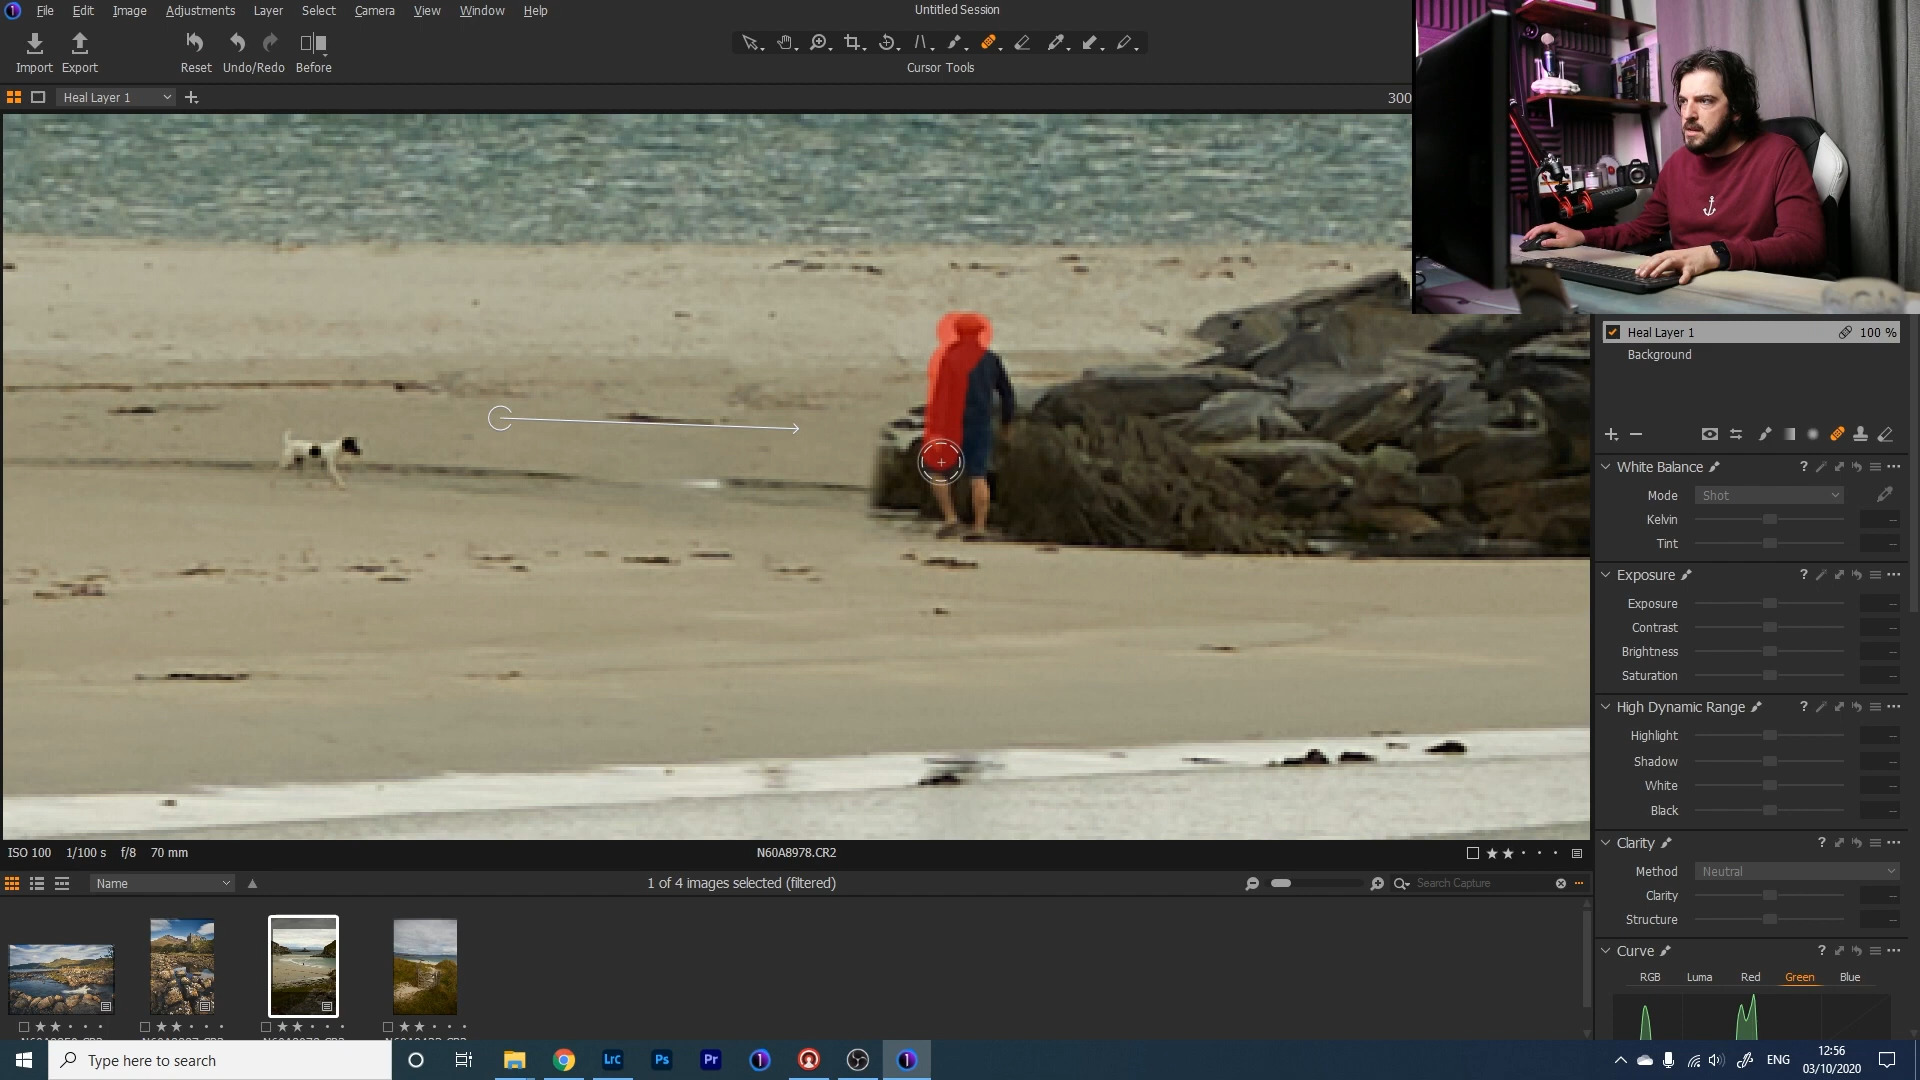 File Edit Image Adjustments Layer Select Camera View Window Help
Untitled Session
Import Export Reset Undo/Redo Before
Cursor Tools
Heal Layer 1
300
Heal Layer 1 100 %
Background
White Balance ?
Mode Shot
Kelvin --
Tint --
Exposure ?
Exposure --
Contrast --
Brightness --
Saturation --
High Dynamic Range ?
Highlight --
Shadow --
White --
Black --
Clarity ?
Method Neutral
Clarity --
Structure --
Curve ?
RGB Luma Red Green Blue
ISO 100 1/100 s f/8 70 mm
N60A8978.CR2
Name
1 of 4 images selected (filtered)
Search Capture
Type here to search
Lrc Ps Pr
ENG
12:56
03/10/2020